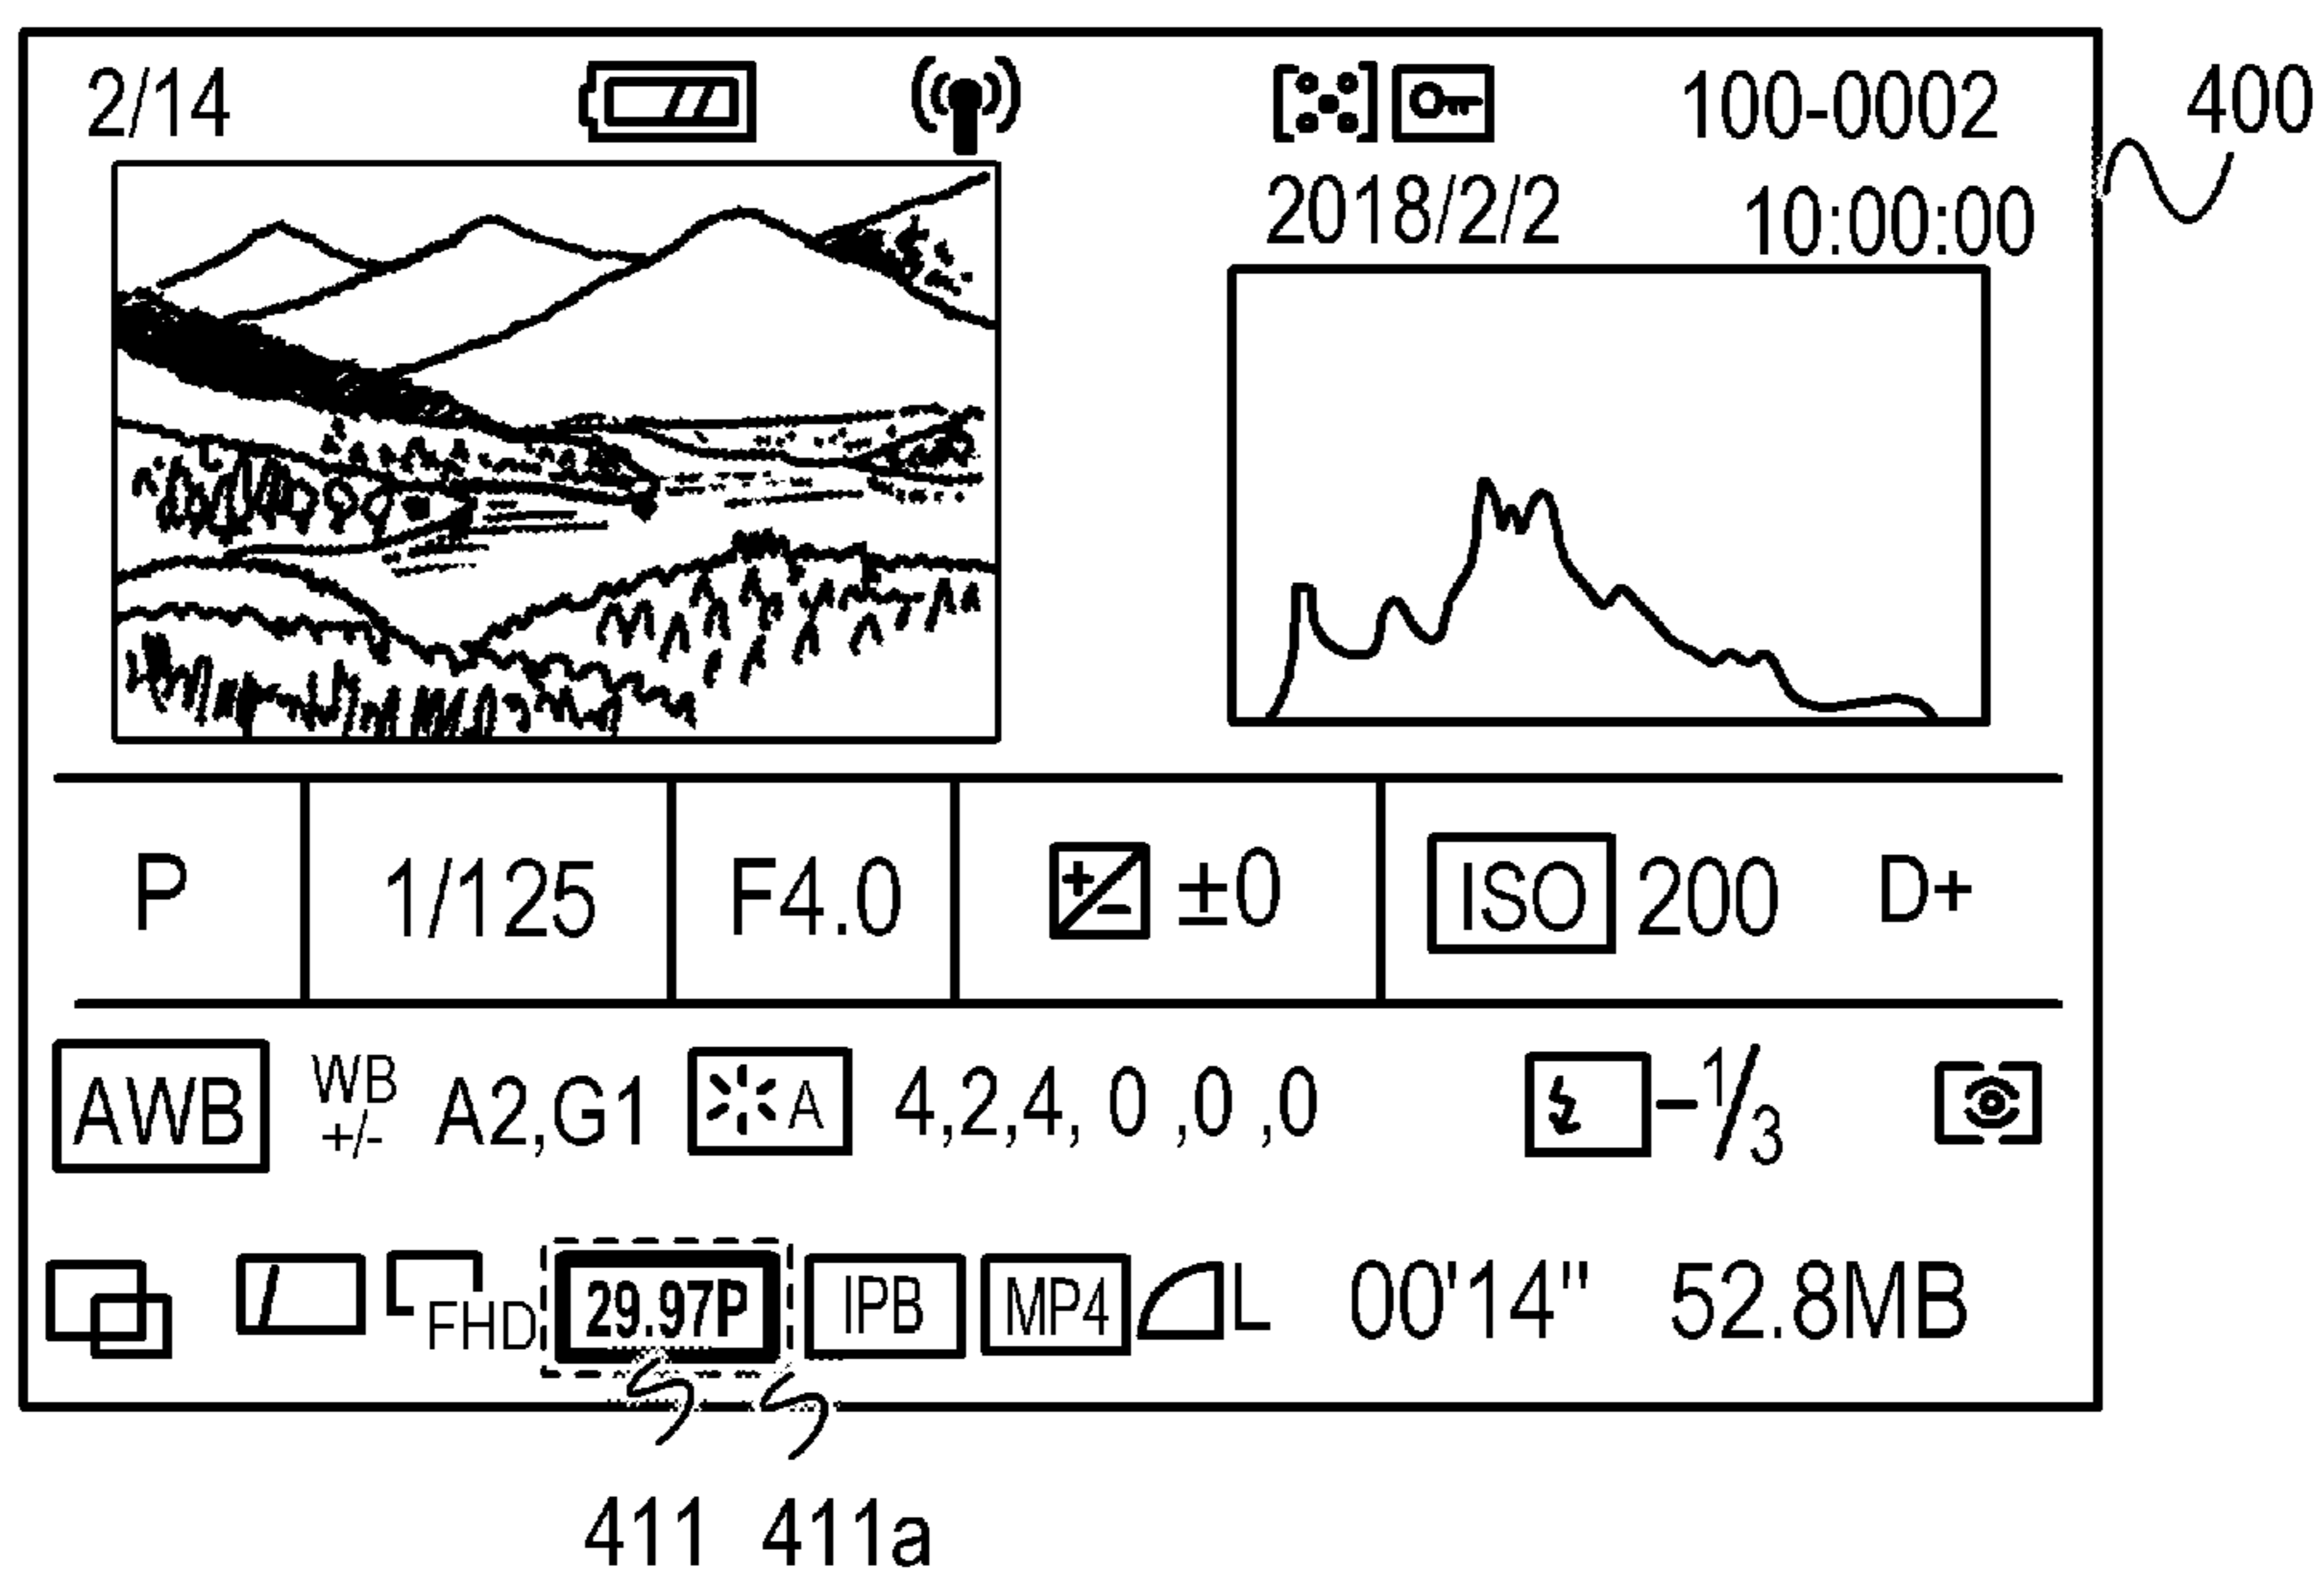 2/14 100-0002 400
2018/2/2 10:00:00
P 1/125 F4.0 +- ±0 ISO 200 D+
AWB WB +/- A2,G1 A 4,2,4, 0 ,0 ,0 -1/3
FHD 29.97P IPB MP4 L 00'14" 52.8MB
411 411a